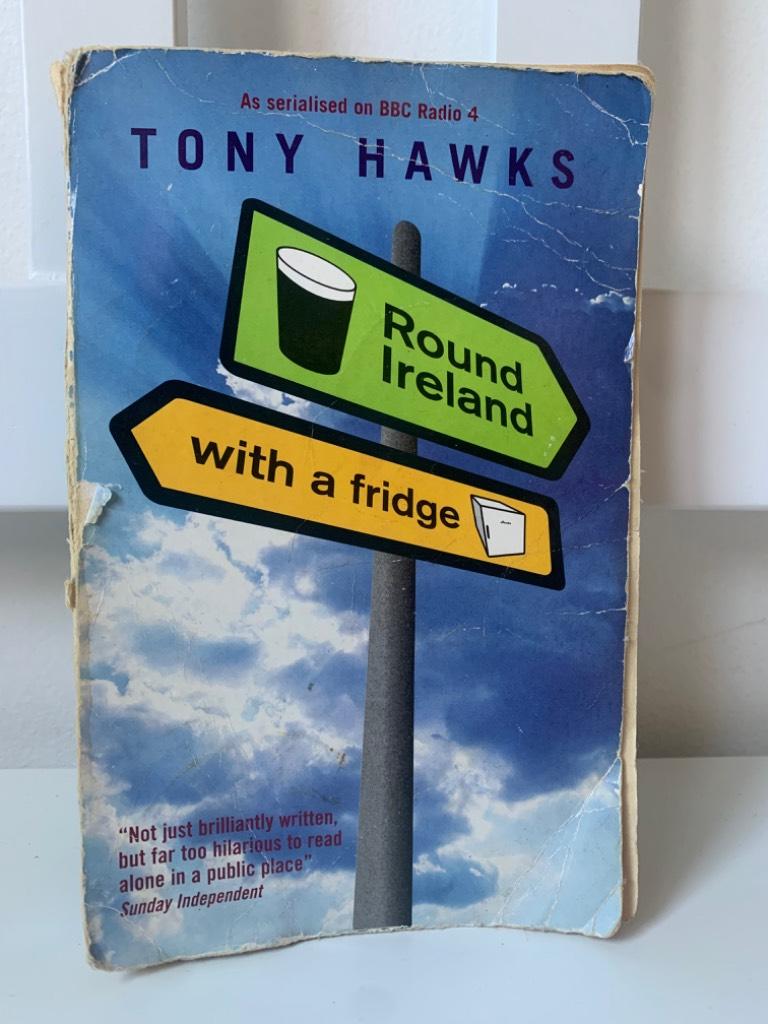 As serialised on BBC Radio 4
TONY HAWKS
Round
Ireland
with a fridge
“Not just brilliantly written,
but far too hilarious to read
alone in a public place”
Sunday Independent